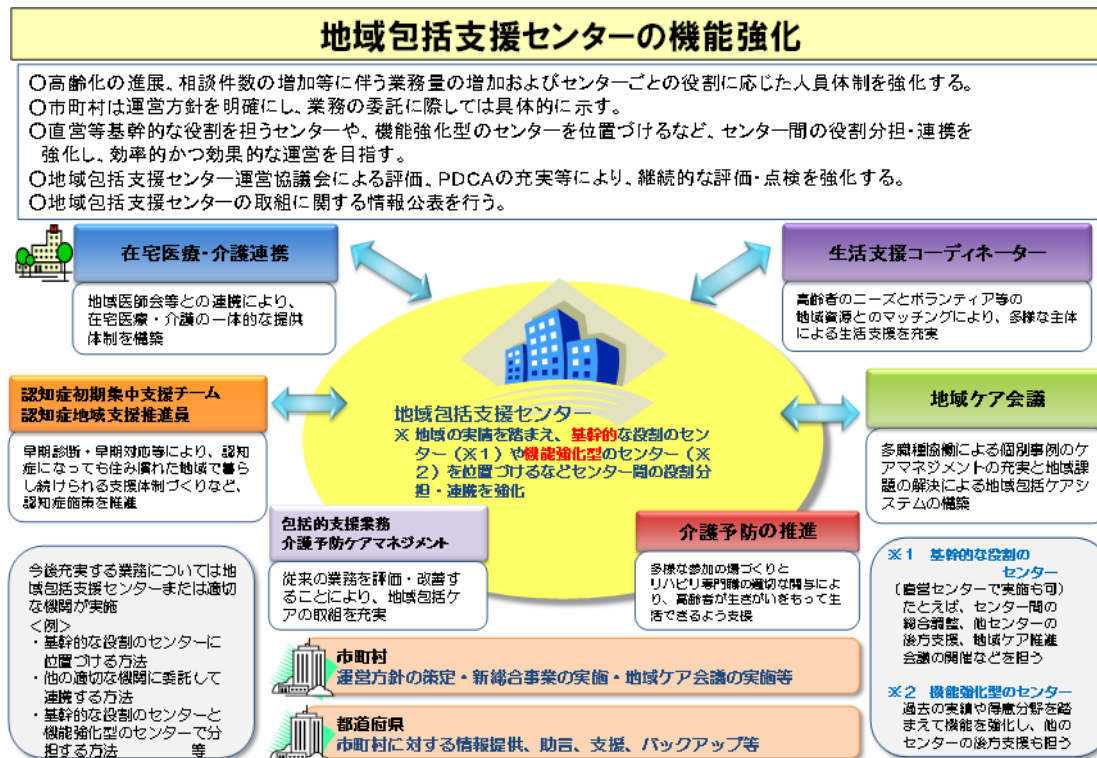 地域包括支援センターの機能強化
○高齢化の進展、相談件数の増加等に伴う業務量の増加およびセンターごとの役割に応じた人員体制を強化する。
○市町村は運営方針を明確にし、業務の委託に際しては具体的に示す。
○直営等基幹的な役割を担うセンターや、機能強化型のセンターを位置づけるなど、センター間の役割分担・連携を
強化し、効率的かつ効果的な運営を目指す。
○地域包括支援センター運営協議会による評価、PDCAの充実等により、継続的な評価・点検を強化する。
○地域包括支援センターの取組に関する情報公表を行う。
在宅医療・介護連携
地域医師会等との連携により、
在宅医療・介護の一体的な提供
体制を構築
生活支援コーディネーター
高齢者のニーズとボランティア等の
地域資源とのマッチングにより、多様な主体
による生活支援を充実
認知症初期集中支援チーム
認知症地域支援推進員
早期診断・早期対応等により、認知
症になっても住み慣れた地域で暮ら
し続けられる支援体制づくりなど、
認知症施策を推進
地域包括支援センター
※ 地域の実情を踏まえ、基幹的な役割のセン
ター（※１）や機能強化型のセンター（※
２）を位置づけるなどセンター間の役割分
担・連携を強化
地域ケア会議
多職種協働による個別事例のケ
アマネジメントの充実と地域課
題の解決による地域包括ケアシ
ステムの構築
包括的支援業務
介護予防ケアマネジメント
従来の業務を評価・改善す
ることにより、地域包括ケ
アの取組を充実
介護予防の推進
多様な参加の場づくりと
リハビリ専門職の適切な関与によ
り、高齢者が生きがいをもって生
活できるよう支援
今後充実する業務については地
域包括支援センターまたは適切
な機関が実施
＜例＞
・基幹的な役割のセンターに
位置づける方法
・他の適切な機関に委託して
連携する方法
・基幹的な役割のセンターと
機能強化型のセンターで分
担する方法 等
市町村
運営方針の策定・新総合事業の実施・地域ケア会議の実施等
都道府県
市町村に対する情報提供、助言、支援、バックアップ等
※１ 基幹的な役割の
センター
（直営センターで実施も可）
たとえば、センター間の
総合調整、他センターの
後方支援、地域ケア推進
会議の開催などを担う
※２ 機能強化型のセンター
過去の実績や得意分野を踏
まえて機能を強化し、他の
センターの後方支援も担う